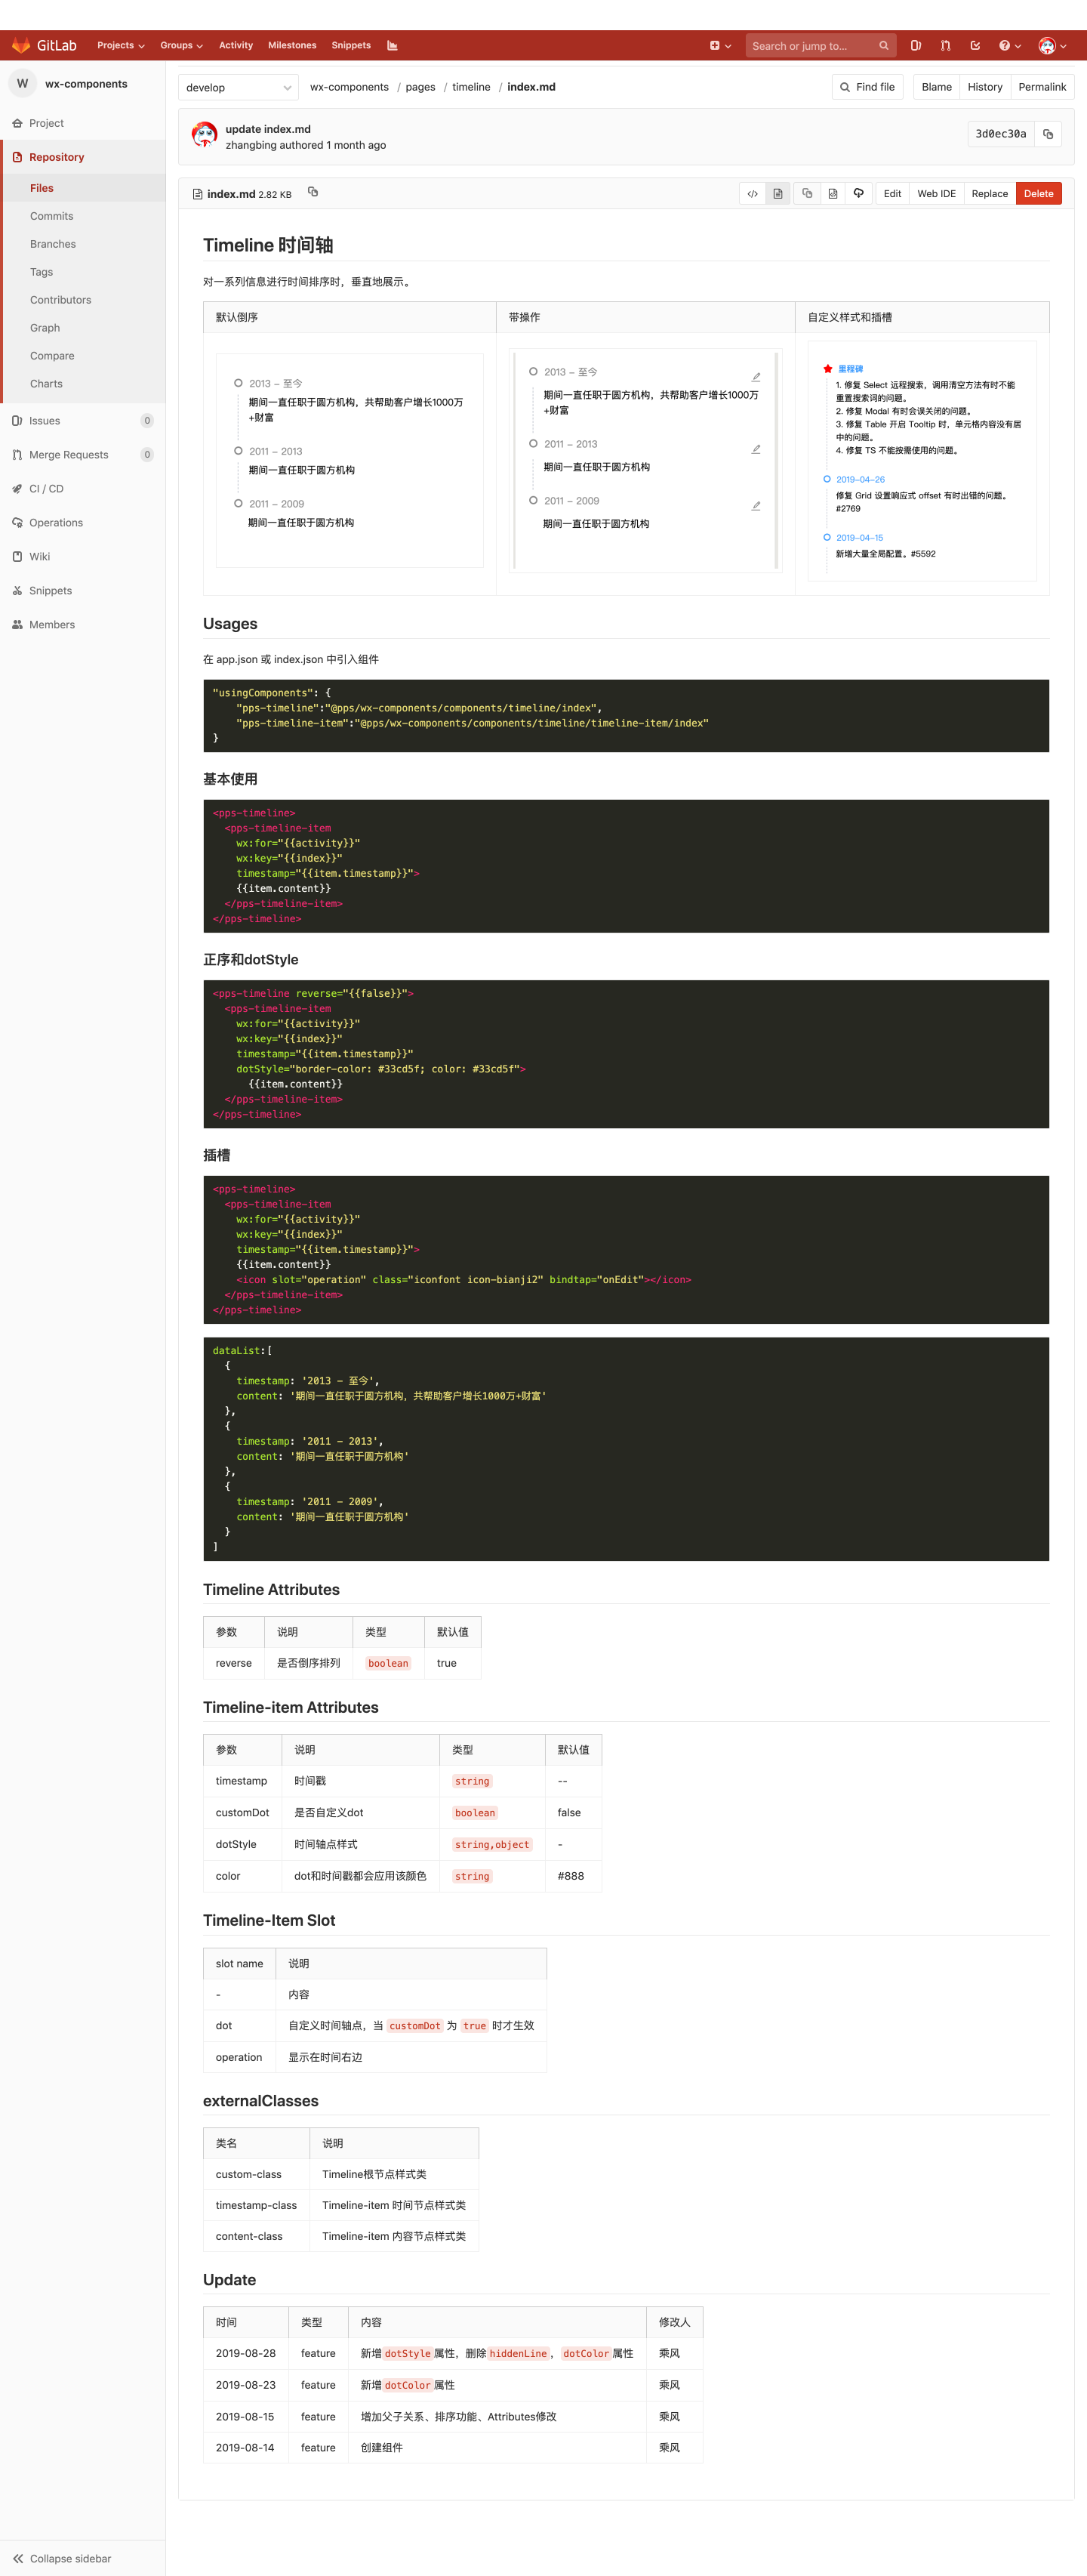 GitLab Projects Groups Activity Milestones Snippets Search or jump to...
W wx-components
Project
Repository
Files
Commits
Branches
Tags
Contributors
Graph
Compare
Charts
Issues 0
Merge Requests 0
CI / CD
Operations
Wiki
Snippets
Members
Collapse sidebar
develop wx-components / pages / timeline / index.md Find file Blame History Permalink
update index.md
zhangbing authored 1 month ago
3d0ec30a
index.md 2.82 KB Edit Web IDE Replace Delete
Timeline 时间轴
对一系列信息进行时间排序时，垂直地展示。
默认倒序 带操作 自定义样式和插槽
2013 – 至今
期间一直任职于圆方机构，共帮助客户增长1000万
+财富
2011 – 2013
期间一直任职于圆方机构
2011 – 2009
期间一直任职于圆方机构
2013 – 至今
期间一直任职于圆方机构，共帮助客户增长1000万
+财富
2011 – 2013
期间一直任职于圆方机构
2011 – 2009
期间一直任职于圆方机构
里程碑
1. 修复 Select 远程搜索，调用清空方法有时不能
重置搜索词的问题。
2. 修复 Modal 有时会误关闭的问题。
3. 修复 Table 开启 Tooltip 时，单元格内容没有居
中的问题。
4. 修复 TS 不能按需使用的问题。
2019-04-26
修复 Grid 设置响应式 offset 有时出错的问题。
#2769
2019-04-15
新增大量全局配置。#5592
Usages
在 app.json 或 index.json 中引入组件
"usingComponents": {
"pps-timeline":"@pps/wx-components/components/timeline/index",
"pps-timeline-item":"@pps/wx-components/components/timeline/timeline-item/index"
}
基本使用
<pps-timeline>
<pps-timeline-item
wx:for="{{activity}}"
wx:key="{{index}}"
timestamp="{{item.timestamp}}">
{{item.content}}
</pps-timeline-item>
</pps-timeline>
正序和dotStyle
<pps-timeline reverse="{{false}}">
<pps-timeline-item
wx:for="{{activity}}"
wx:key="{{index}}"
timestamp="{{item.timestamp}}"
dotStyle="border-color: #33cd5f; color: #33cd5f">
{{item.content}}
</pps-timeline-item>
</pps-timeline>
插槽
<pps-timeline>
<pps-timeline-item
wx:for="{{activity}}"
wx:key="{{index}}"
timestamp="{{item.timestamp}}">
{{item.content}}
<icon slot="operation" class="iconfont icon-bianji2" bindtap="onEdit"></icon>
</pps-timeline-item>
</pps-timeline>
dataList:[
{
timestamp: '2013 - 至今',
content: '期间一直任职于圆方机构，共帮助客户增长1000万+财富'
},
{
timestamp: '2011 - 2013',
content: '期间一直任职于圆方机构'
},
{
timestamp: '2011 - 2009',
content: '期间一直任职于圆方机构'
}
]
Timeline Attributes
参数 说明 类型 默认值
reverse 是否倒序排列 boolean true
Timeline-item Attributes
参数 说明 类型 默认值
timestamp 时间戳 string --
customDot 是否自定义dot boolean false
dotStyle 时间轴点样式 string,object -
color dot和时间戳都会应用该颜色 string #888
Timeline-Item Slot
slot name 说明
- 内容
dot 自定义时间轴点，当 customDot 为 true 时才生效
operation 显示在时间右边
externalClasses
类名 说明
custom-class Timeline根节点样式类
timestamp-class Timeline-item 时间节点样式类
content-class Timeline-item 内容节点样式类
Update
时间 类型 内容 修改人
2019-08-28 feature 新增dotStyle属性，删除hiddenLine，dotColor属性 乘风
2019-08-23 feature 新增dotColor属性 乘风
2019-08-15 feature 增加父子关系、排序功能、Attributes修改 乘风
2019-08-14 feature 创建组件 乘风